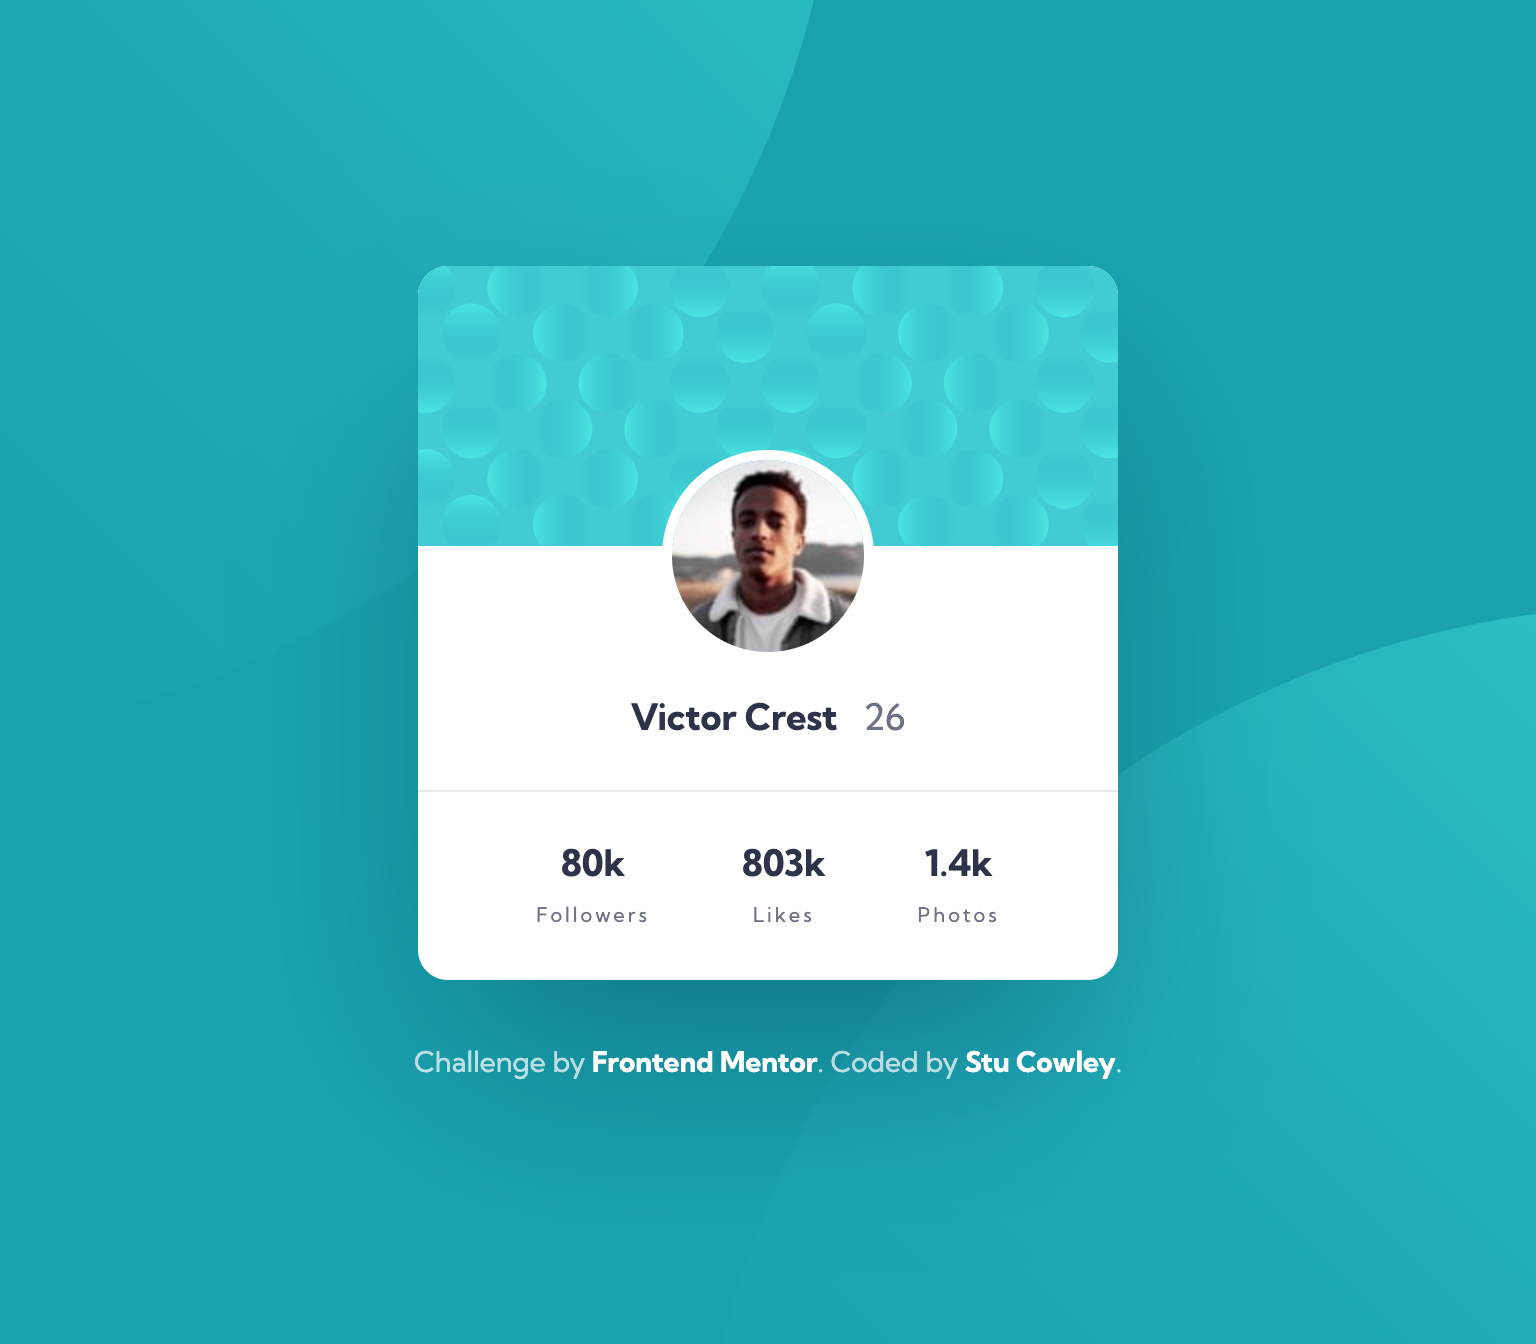 Victor Crest 26
80k 803k 1.4k
Followers Likes Photos
Challenge by Frontend Mentor. Coded by Stu Cowley.